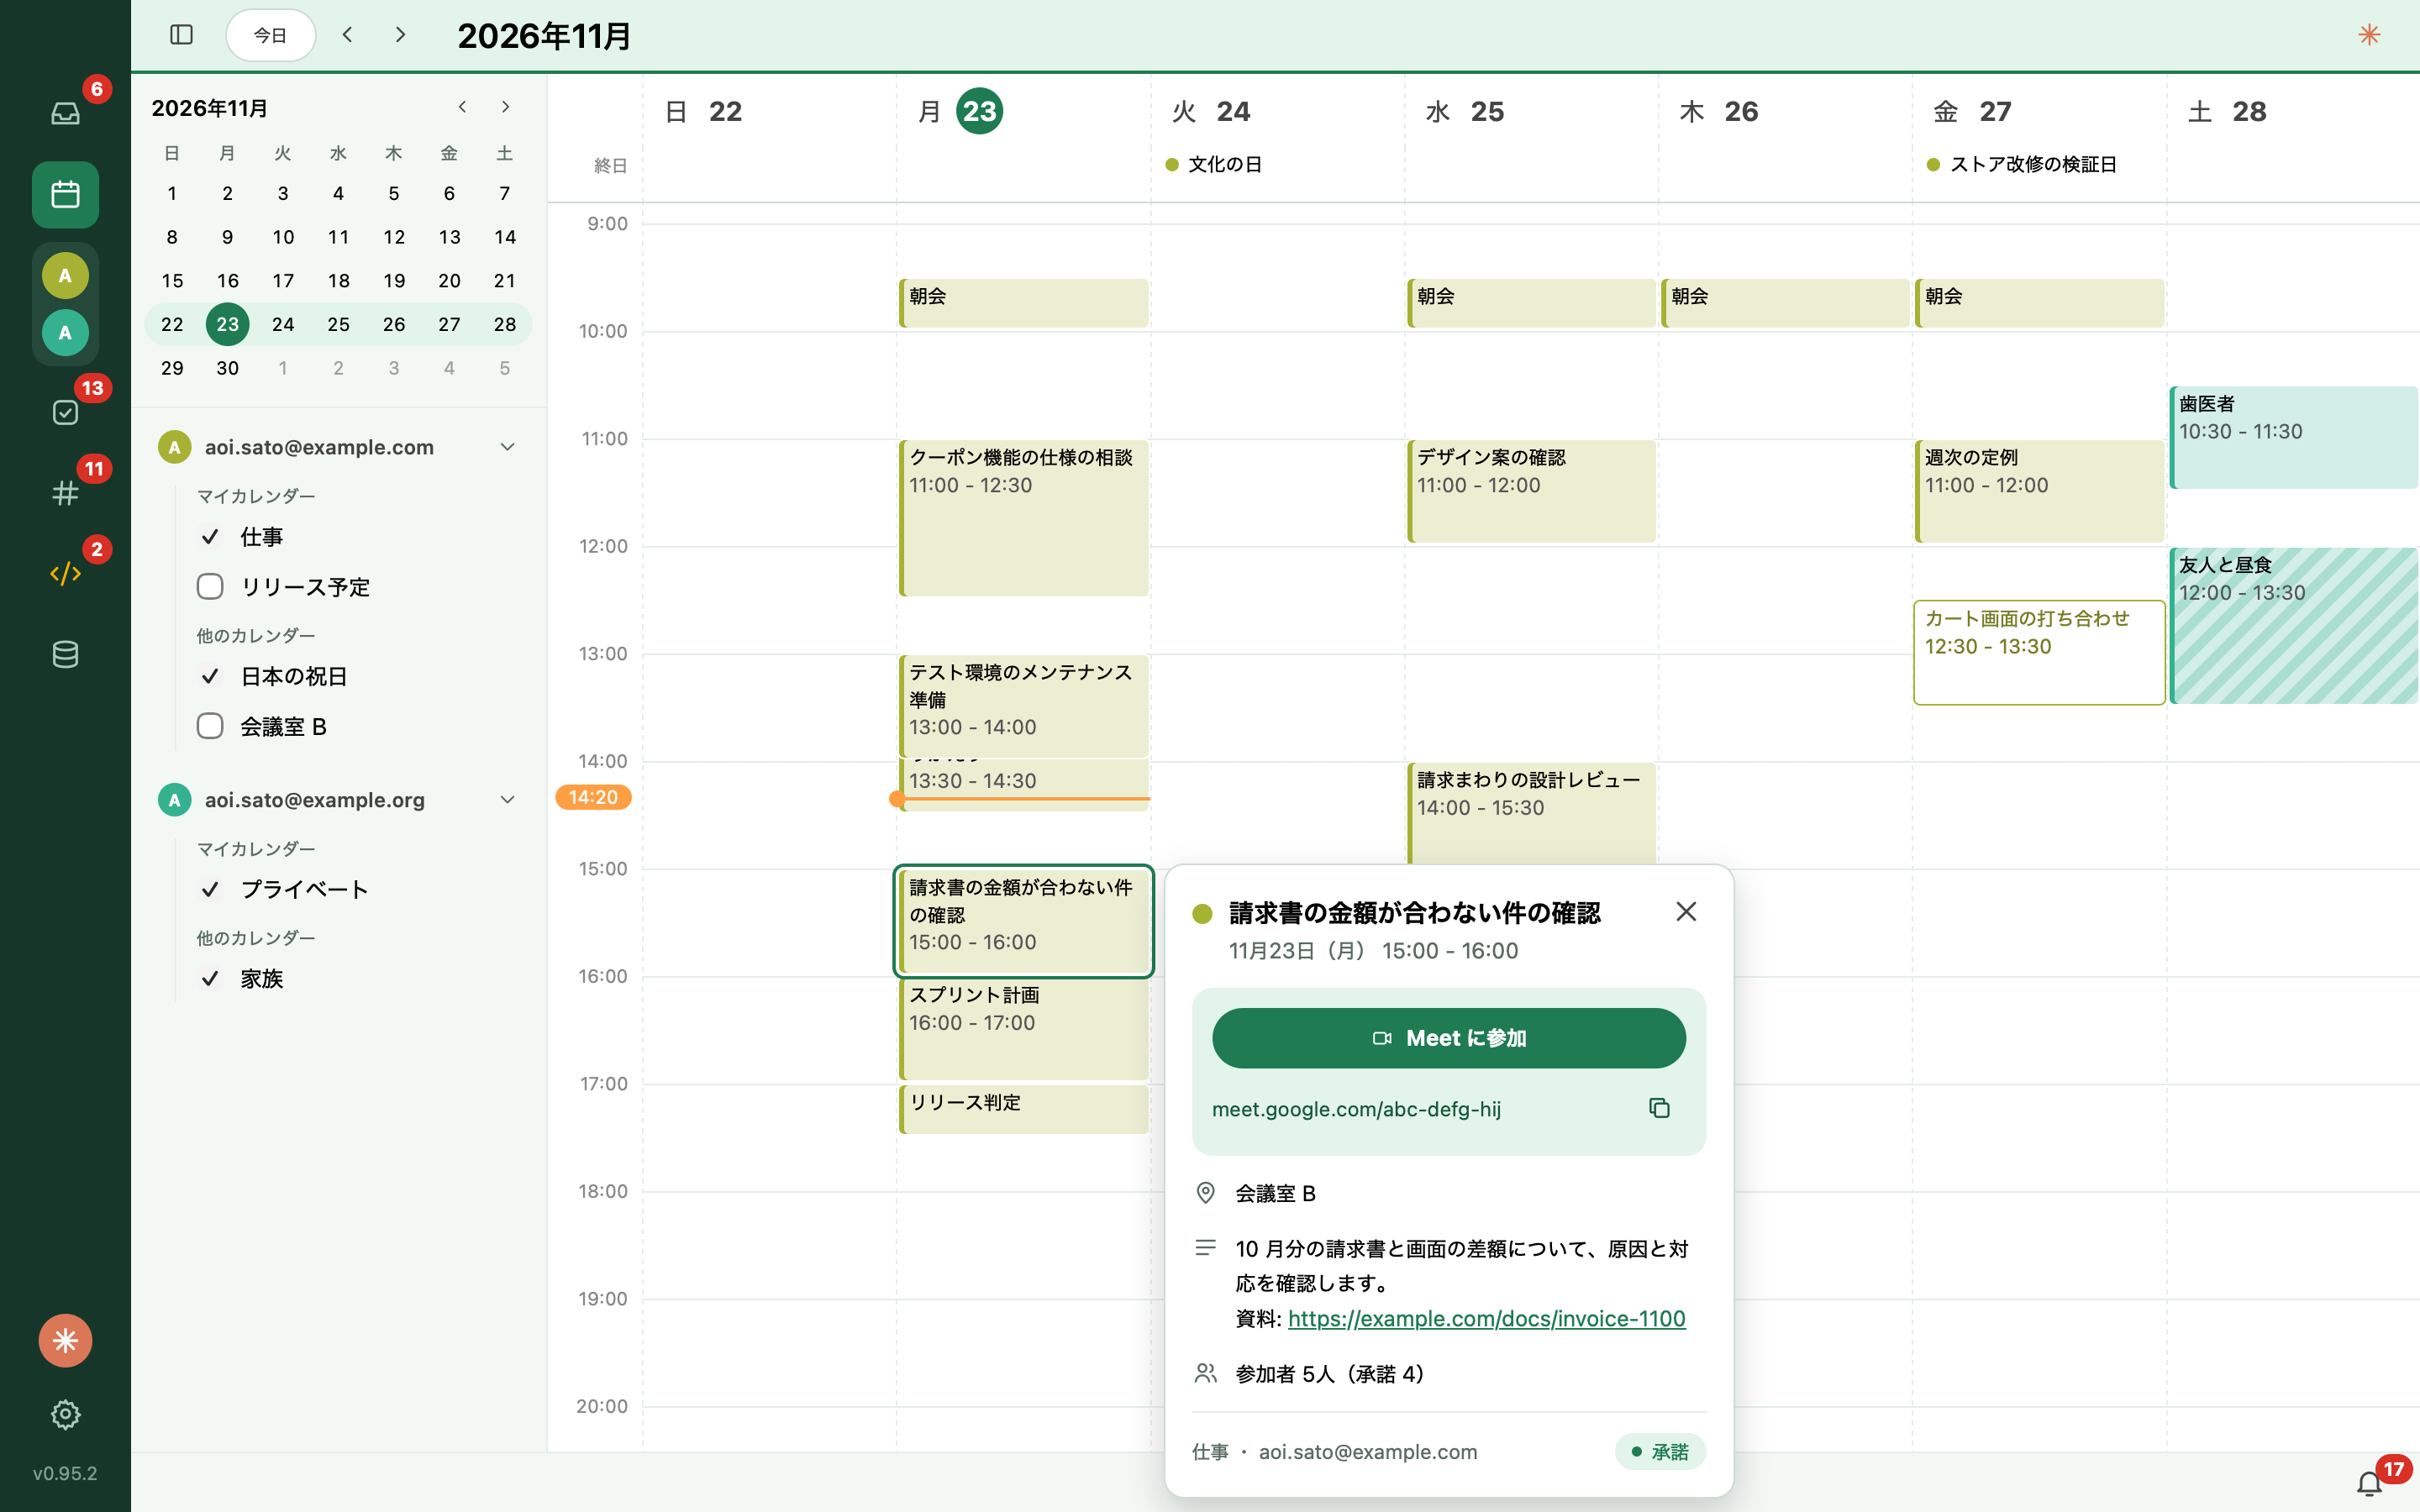 今日
2026年11月
6
A
A
13
11
2
v0.95.2
2026年11月
日 月 火 水 木 金 土
1 2 3 4 5 6 7
8 9 10 11 12 13 14
15 16 17 18 19 20 21
22 23 24 25 26 27 28
29 30 1 2 3 4 5
A aoi.sato@example.com
マイカレンダー
仕事
リリース予定
他のカレンダー
日本の祝日
会議室 B
A aoi.sato@example.org
マイカレンダー
プライベート
他のカレンダー
家族
日 22 月 23 火 24 水 25 木 26 金 27 土 28
終日
文化の日
ストア改修の検証日
9:00
10:00
11:00
12:00
13:00
14:00
14:20
15:00
16:00
17:00
18:00
19:00
20:00
朝会
クーポン機能の仕様の相談
11:00 - 12:30
テスト環境のメンテナンス
準備
13:00 - 14:00
13:30 - 14:30
請求書の金額が合わない件
の確認
15:00 - 16:00
スプリント計画
16:00 - 17:00
リリース判定
朝会
デザイン案の確認
11:00 - 12:00
請求まわりの設計レビュー
14:00 - 15:30
朝会
朝会
週次の定例
11:00 - 12:00
カート画面の打ち合わせ
12:30 - 13:30
歯医者
10:30 - 11:30
友人と昼食
12:00 - 13:30
請求書の金額が合わない件の確認
11月23日（月） 15:00 - 16:00
Meet に参加
meet.google.com/abc-defg-hij
会議室 B
10 月分の請求書と画面の差額について、原因と対
応を確認します。
資料: https://example.com/docs/invoice-1100
参加者 5人（承諾 4）
仕事 ・ aoi.sato@example.com
承諾
17